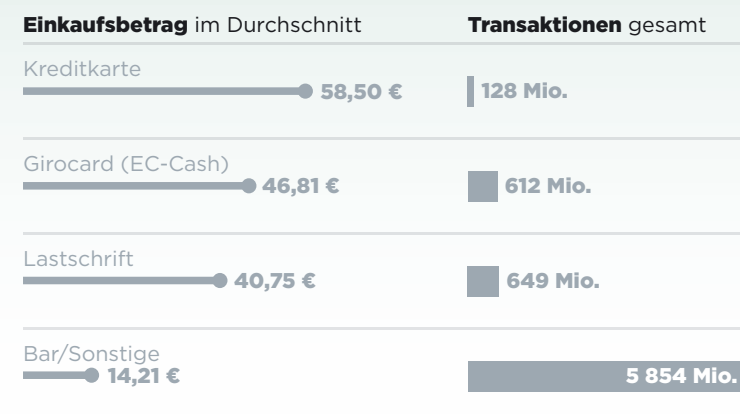 Einkaufsbetrag im Durchschnitt
Transaktionen gesamt
Kreditkarte
58,50 €
128 Mio.
Girocard (EC-Cash)
46,81 €
612 Mio.
Lastschrift
40,75 €
649 Mio.
Bar/Sonstige
14,21 €
5 854 Mio.